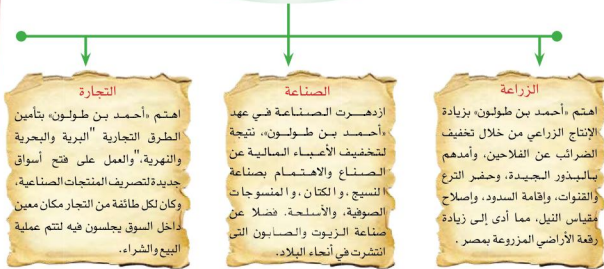 الزراعة
اهتم «أحمد بن طولون» بزيادة
الإنتاج الزراعي من خلال تخفيف
الضرائب عن الفلاحين، وأمدهم
بالبذور الجيدة، وحفر الترع
والقنوات، وإقامة السدود، وإصلاح
مقياس النيل، مما أدى إلى زيادة
رقعة الأراضي المزروعة بمصر .
الصناعة
ازدهرت الصناعة في عهد
«أحمد بن طولون»، نتيجة
لتخفيف الأعباء المالية عن
الصناع والاهتمام بصناعة
النسيج، والكتان، والمنسوجات
الصوفية، والأسلحة. فضلا عن
صناعة الزيوت والصابون التى
انتشرت في أنحاء البلاد.
التجارة
اهتم «أحمد بن طولون» بتأمين
الطرق التجارية "البرية والبحرية
والنهرية،" والعمل على فتح أسواق
جديدة لتصريف المنتجات الصناعية،
وكان لكل طائفة من التجار مكان معين
داخل السوق يجلسون فيه لتتم عملية
البيع والشراء.